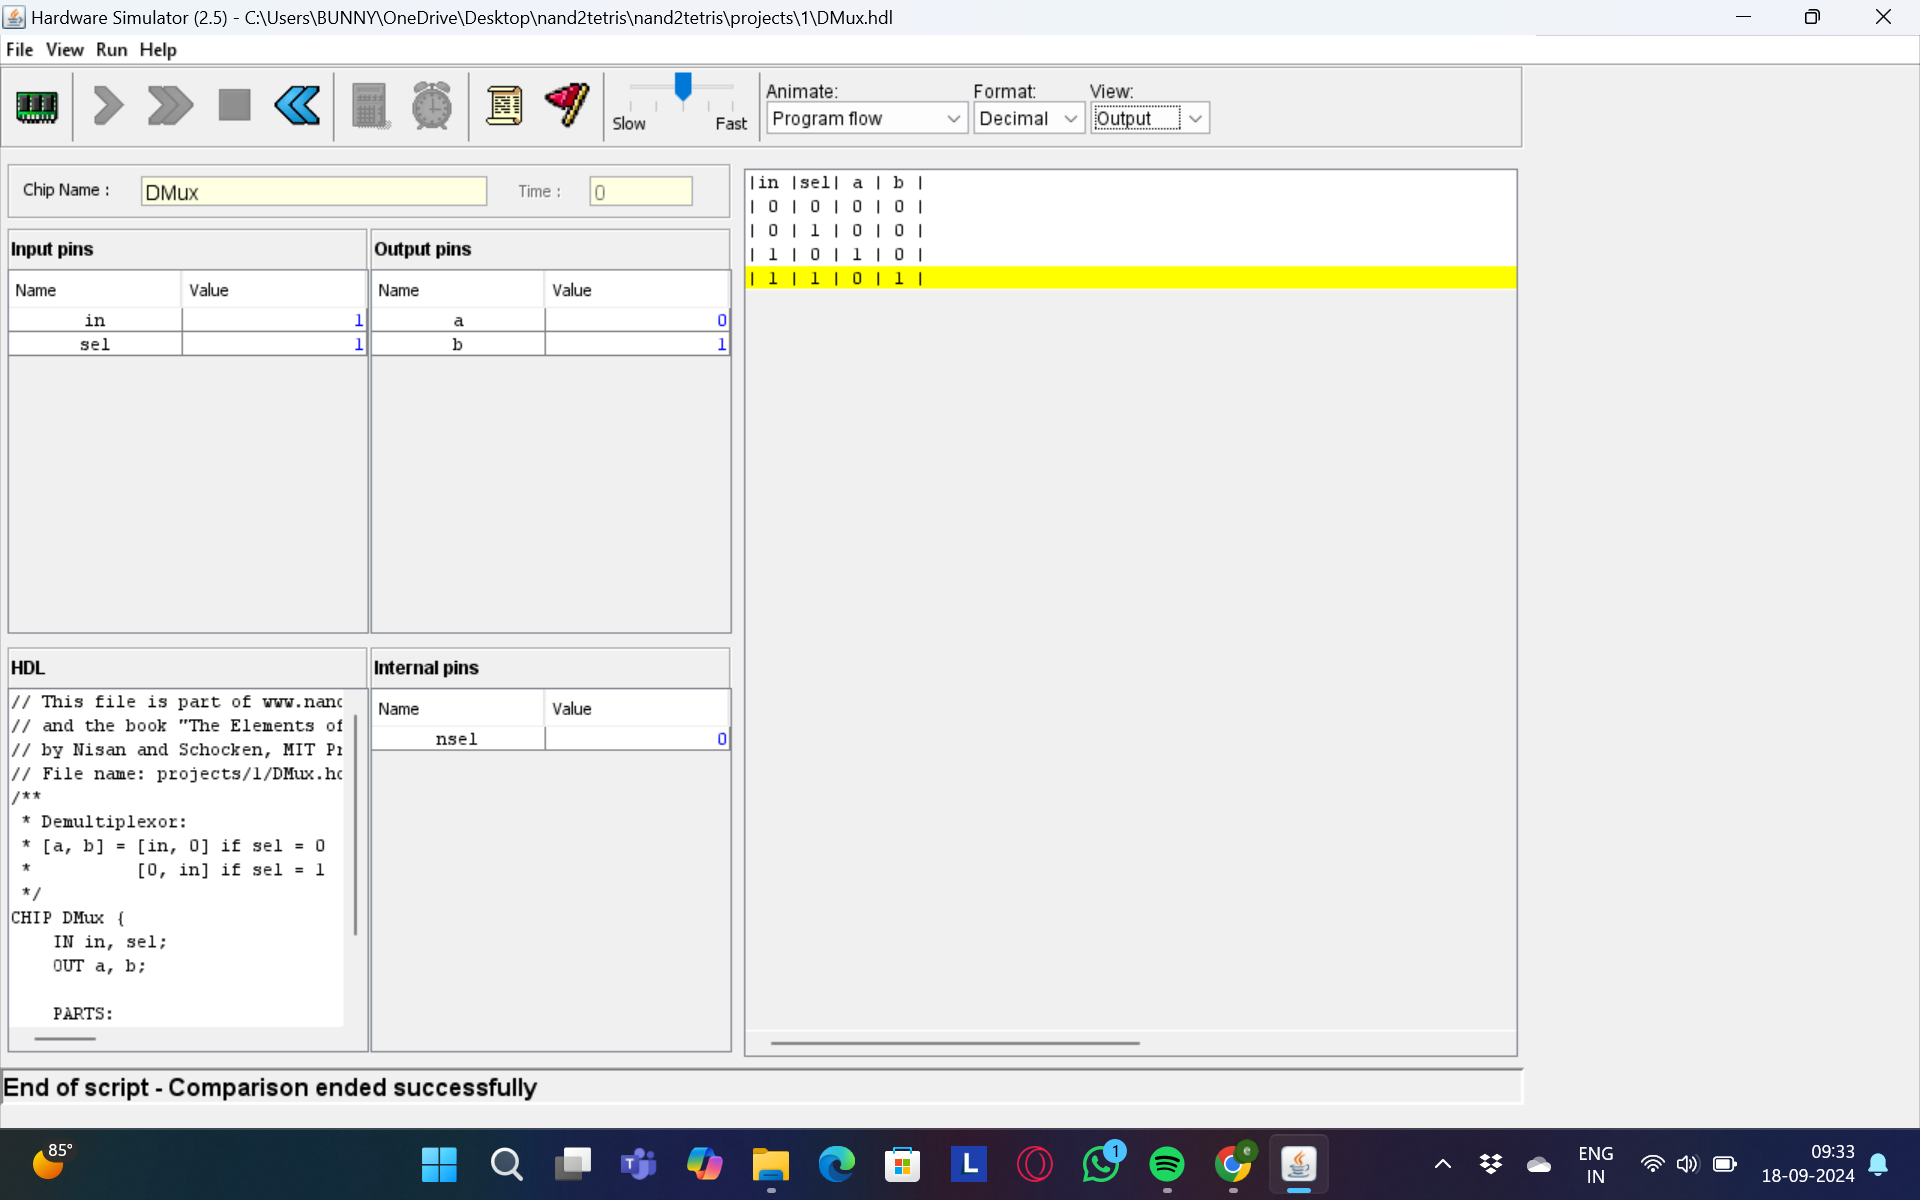 Hardware Simulator (2.5) - C:\Users\BUNNY\OneDrive\Desktop\nand2tetris\nand2tetris\projects\1\DMux.hdl
File View Run Help
Slow Fast
Animate:
Program flow
Format:
Decimal
View:
Output
Chip Name :
DMux
Time :
0
Input pins
Name Value
in 1
sel 1
Output pins
Name Value
a 0
b 1
|in |sel| a | b |
| 0 | 0 | 0 | 0 |
| 0 | 1 | 0 | 0 |
| 1 | 0 | 1 | 0 |
| 1 | 1 | 0 | 1 |
HDL
// This file is part of www.nand
// and the book "The Elements of
// by Nisan and Schocken, MIT Pr
// File name: projects/1/DMux.hd
/**
* Demultiplexor:
* [a, b] = [in, 0] if sel = 0
* [0, in] if sel = 1
*/
CHIP DMux {
IN in, sel;
OUT a, b;
PARTS:
Internal pins
Name Value
nsel 0
End of script - Comparison ended successfully
85°
L
1
e
ENG
IN
09:33
18-09-2024